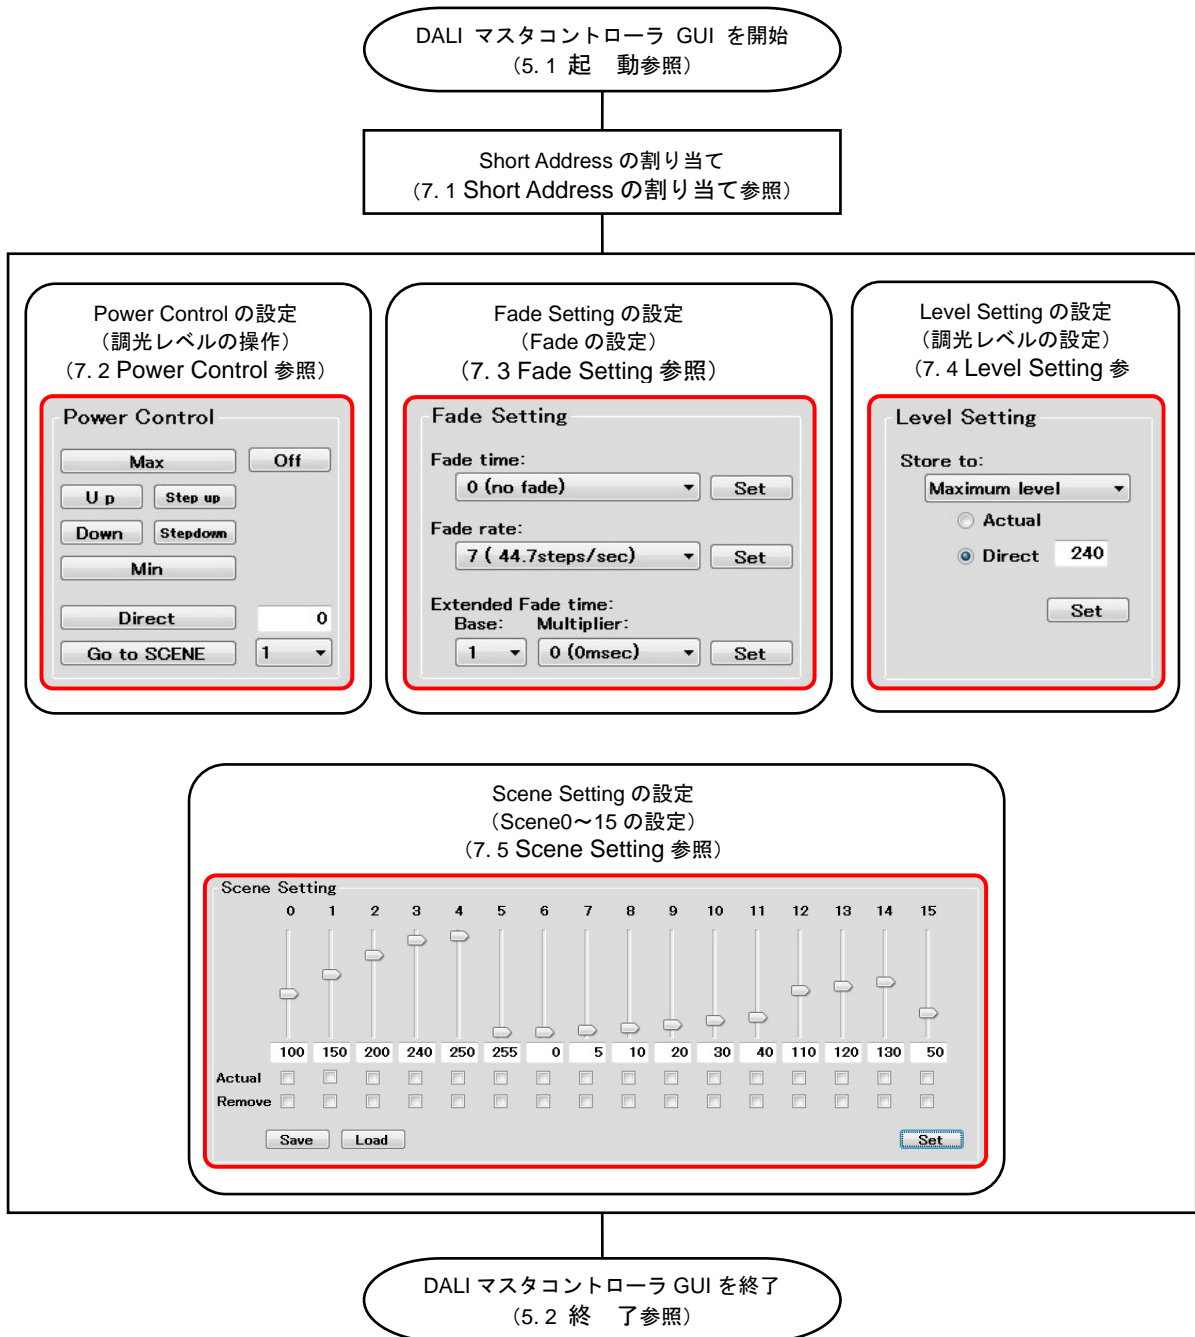 DALI マスタコントローラ GUI を開始
（5. 1 起　動参照）
Short Address の割り当て
（7. 1 Short Address の割り当て参照）
Power Control の設定
（調光レベルの操作）
（7. 2 Power Control 参照）
Power Control
Max Off
U p Step up
Down Stepdown
Min
Direct 0
Go to SCENE 1
Fade Setting の設定
（Fade の設定）
（7. 3 Fade Setting 参照）
Fade Setting
Fade time:
0 (no fade) Set
Fade rate:
7 ( 44.7steps/sec) Set
Extended Fade time:
Base: Multiplier:
1 0 (0msec) Set
Level Setting の設定
（調光レベルの設定）
（7. 4 Level Setting 参
Level Setting
Store to:
Maximum level
Actual
Direct 240
Set
Scene Setting の設定
（Scene0～15 の設定）
（7. 5 Scene Setting 参照）
Scene Setting
0 1 2 3 4 5 6 7 8 9 10 11 12 13 14 15
100 150 200 240 250 255 0 5 10 20 30 40 110 120 130 50
Actual
Remove
Save Load Set
DALI マスタコントローラ GUI を終了
（5. 2 終　了参照）